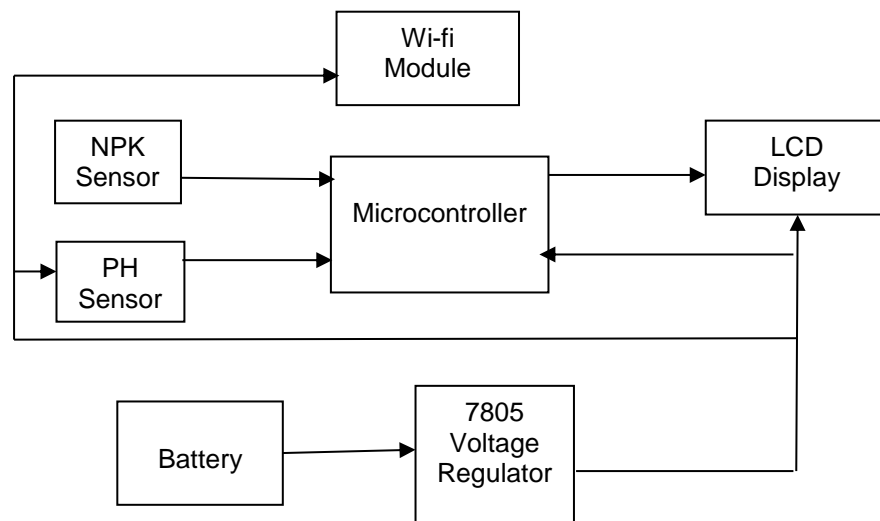 Wi-fi
Module
NPK
Sensor
LCD
Display
Microcontroller
PH
Sensor
7805
Voltage
Regulator
Battery